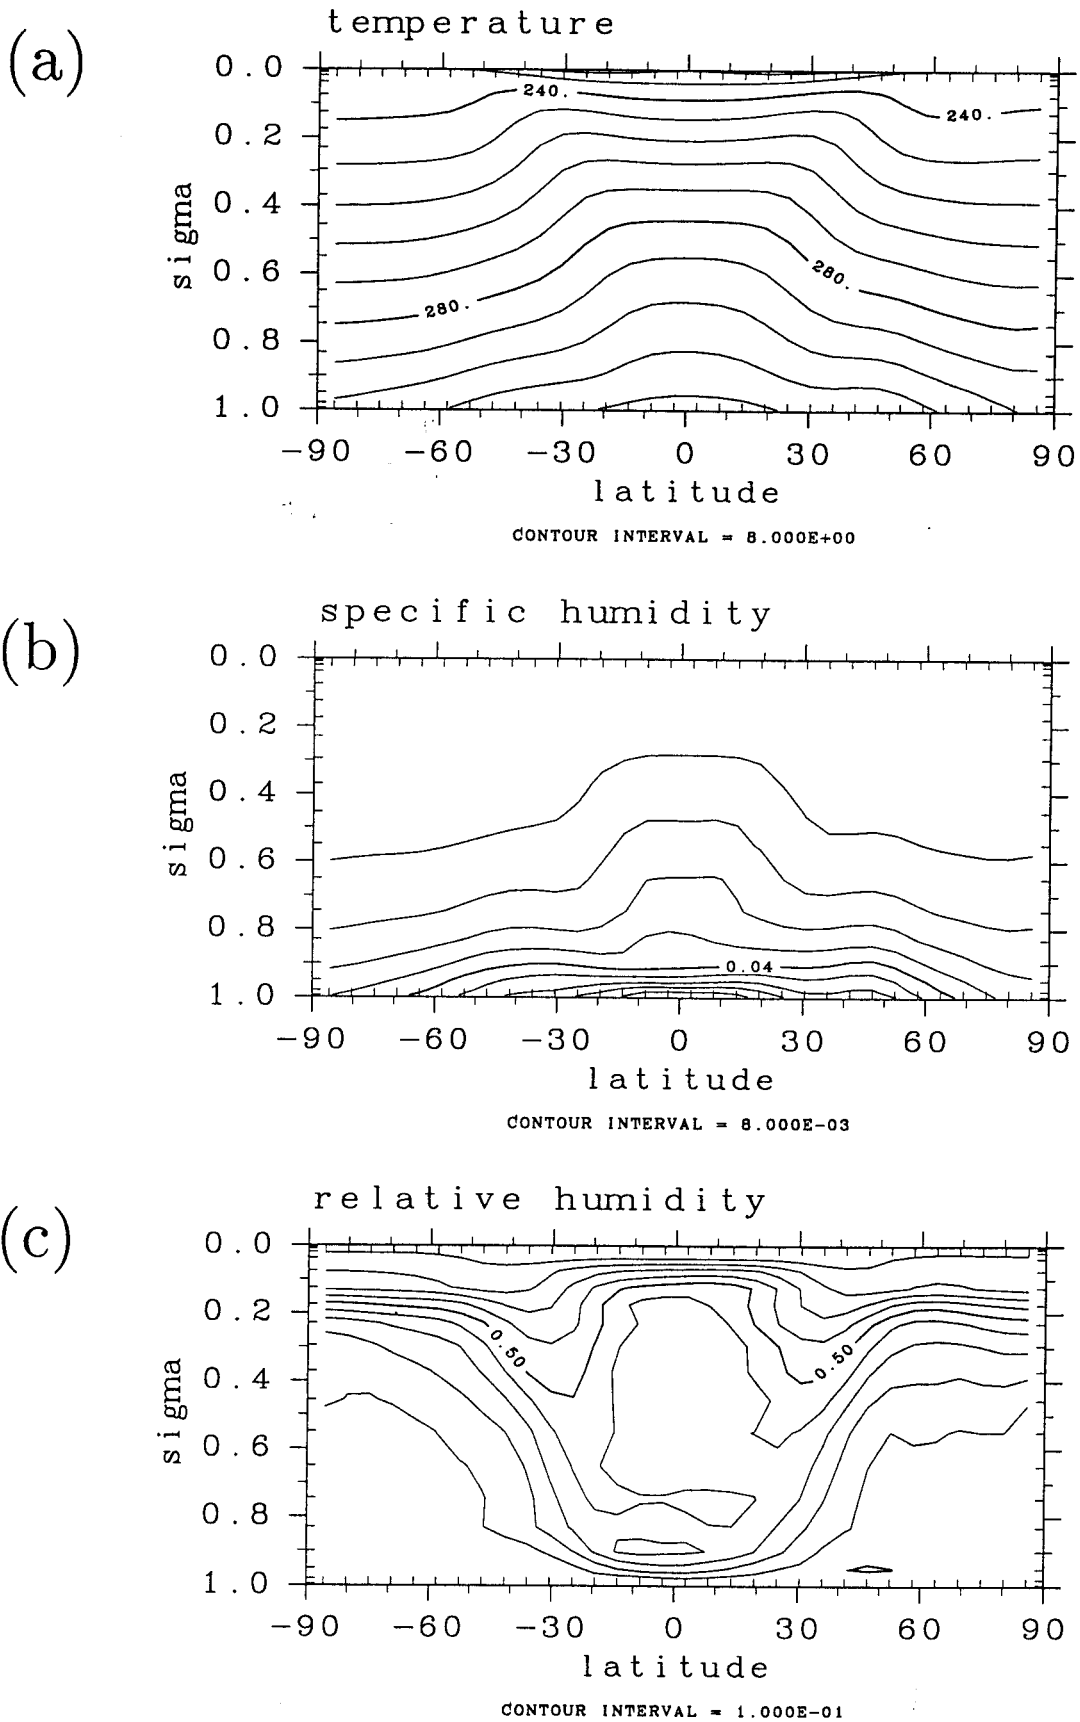 (a)
temperature
0.0
0.2
0.4
0.6
0.8
1.0
sigma
240.
240.
280.
280.
-90 -60 -30 0 30 60 90
latitude
CONTOUR INTERVAL = 8.000E+00
(b)
specific humidity
0.0
0.2
0.4
0.6
0.8
1.0
sigma
0.04
-90 -60 -30 0 30 60 90
latitude
CONTOUR INTERVAL = 8.000E-03
(c)
relative humidity
0.0
0.2
0.4
0.6
0.8
1.0
sigma
0.50
0.50
-90 -60 -30 0 30 60 90
latitude
CONTOUR INTERVAL = 1.000E-01